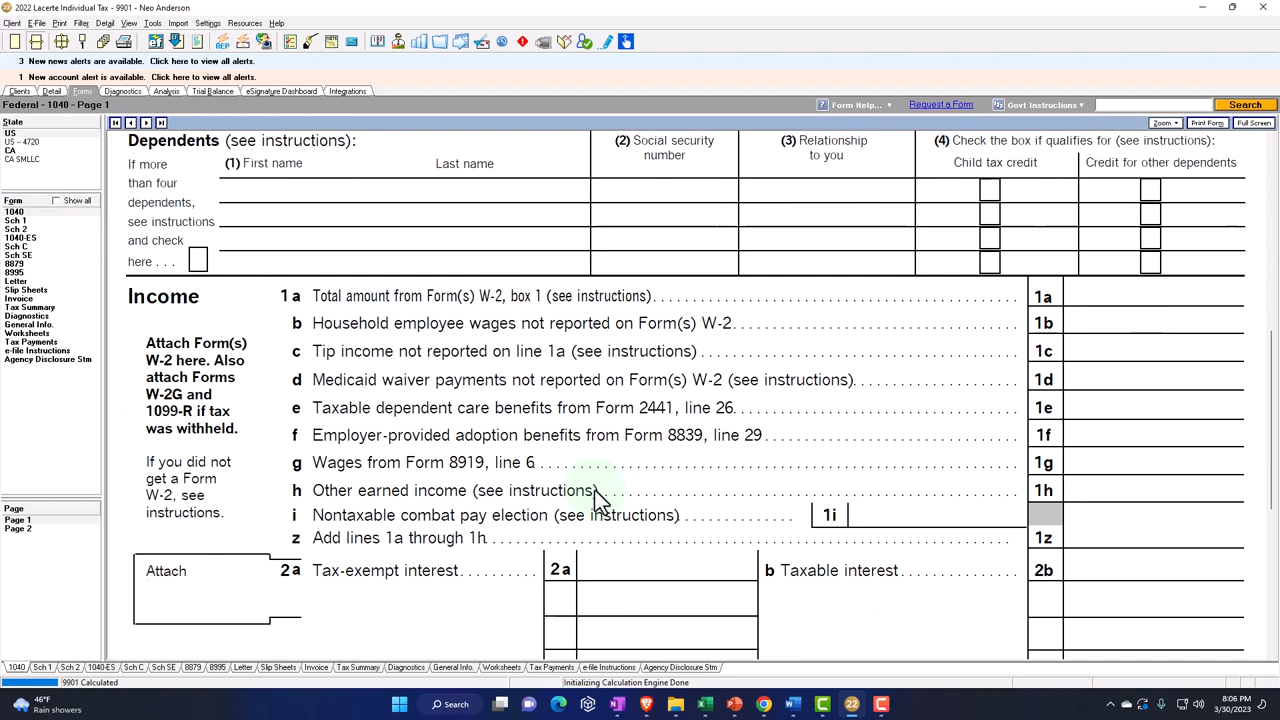 22 2022 Lacerte Individual Tax - 9901 - Neo Anderson
Client E-File Print Filter Detail View Tools Import Settings Resources Help
3 New news alerts are available. Click here to view all alerts.
1 New account alert is available. Click here to view all alerts.
Clients Detail Forms Diagnostics Analysis Trial Balance eSignature Dashboard Integrations
Federal - 1040 - Page 1 Form Help... Request a Form Govt Instructions Search
State
US
US - 4720
CA
CA SMLLC
Form Show all
1040
Sch 1
Sch 2
1040-ES
Sch C
Sch SE
8879
8995
Letter
Slip Sheets
Invoice
Tax Summary
Diagnostics
General Info.
Worksheets
Tax Payments
e-file Instructions
Agency Disclosure Stm
Page
Page 1
Page 2
Zoom Print Form Full Screen
Dependents (see instructions):
(2) Social security number
(3) Relationship to you
(4) Check the box if qualifies for (see instructions):
(1) First name Last name
Child tax credit Credit for other dependents
If more
than four
dependents,
see instructions
and check
here . . .
Income
1 a Total amount from Form(s) W-2, box 1 (see instructions) 1a
b Household employee wages not reported on Form(s) W-2 1b
c Tip income not reported on line 1a (see instructions) 1c
d Medicaid waiver payments not reported on Form(s) W-2 (see instructions) 1d
e Taxable dependent care benefits from Form 2441, line 26 1e
f Employer-provided adoption benefits from Form 8839, line 29 1f
g Wages from Form 8919, line 6 1g
h Other earned income (see instructions) 1h
i Nontaxable combat pay election (see instructions) 1i
z Add lines 1a through 1h 1z
Attach Form(s)
W-2 here. Also
attach Forms
W-2G and
1099-R if tax
was withheld.
If you did not
get a Form
W-2, see
instructions.
Attach 2 a Tax-exempt interest 2 a b Taxable interest 2b
1040 Sch 1 Sch 2 1040-ES Sch C Sch SE 8879 8995 Letter Slip Sheets Invoice Tax Summary Diagnostics General Info. Worksheets Tax Payments e-file Instructions Agency Disclosure Stm
9901 Calculated Initializing Calculation Engine Done
46°F
Rain showers
Search
8:06 PM
3/30/2023